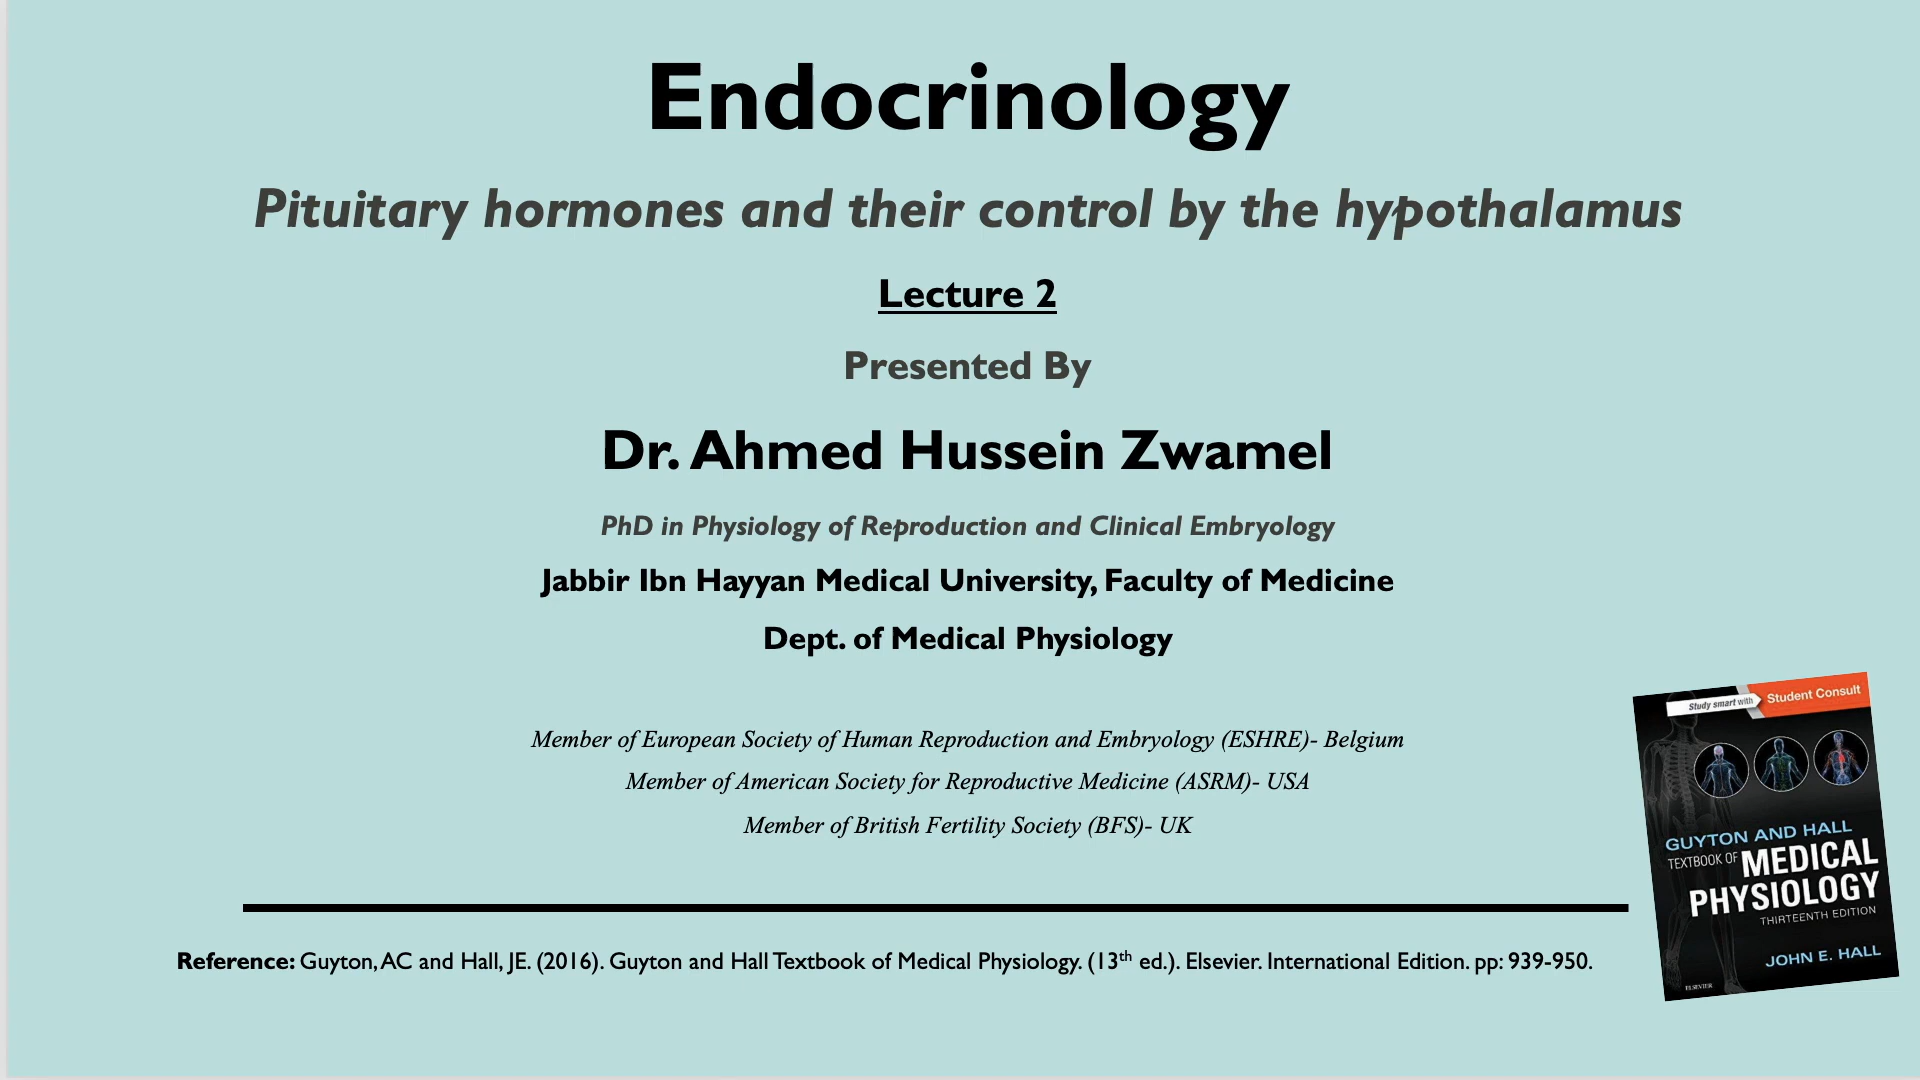 Endocrinology
Pituitary hormones and their control by the hypothalamus
Lecture 2
Presented By
Dr. Ahmed Hussein Zwamel
PhD in Physiology of Reproduction and Clinical Embryology
Jabbir Ibn Hayyan Medical University, Faculty of Medicine
Dept. of Medical Physiology
Member of European Society of Human Reproduction and Embryology (ESHRE)- Belgium
Member of American Society for Reproductive Medicine (ASRM)- USA
Member of British Fertility Society (BFS)- UK
Reference: Guyton, AC and Hall, JE. (2016). Guyton and Hall Textbook of Medical Physiology. (13th ed.). Elsevier. International Edition. pp: 939-950.
Study smart with Student Consult
GUYTON AND HALL
TEXTBOOK OF MEDICAL
PHYSIOLOGY
THIRTEENTH EDITION
JOHN E. HALL
ELSEVIER